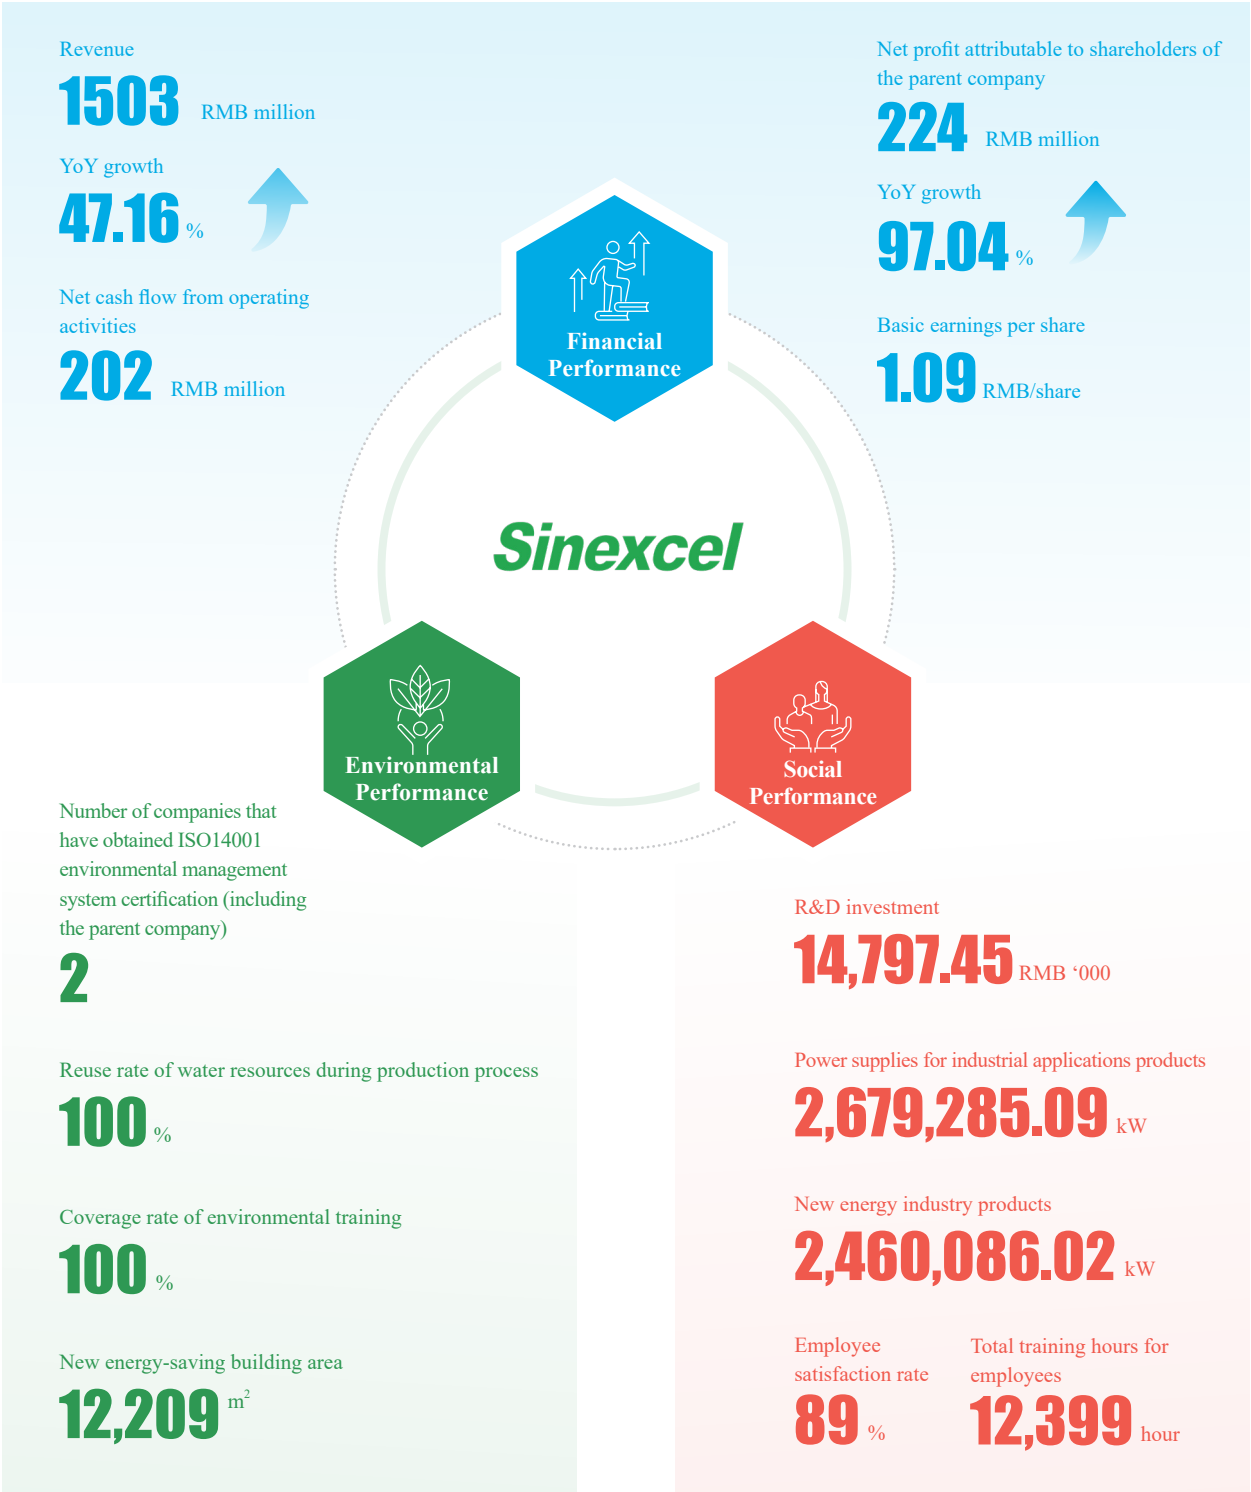 Revenue
1503 RMB million
YoY growth
47.16 %
Net cash flow from operating
activities
202 RMB million
Net profit attributable to shareholders of
the parent company
224 RMB million
YoY growth
97.04 %
Basic earnings per share
1.09 RMB/share
Financial
Performance
Sinexcel
Environmental
Performance
Social
Performance
Number of companies that
have obtained ISO14001
environmental management
system certification (including
the parent company)
2
Reuse rate of water resources during production process
100 %
Coverage rate of environmental training
100 %
New energy-saving building area
12,209 m²
R&D investment
14,797.45 RMB ‘000
Power supplies for industrial applications products
2,679,285.09 kW
New energy industry products
2,460,086.02 kW
Employee
satisfaction rate
89 %
Total training hours for
employees
12,399 hour